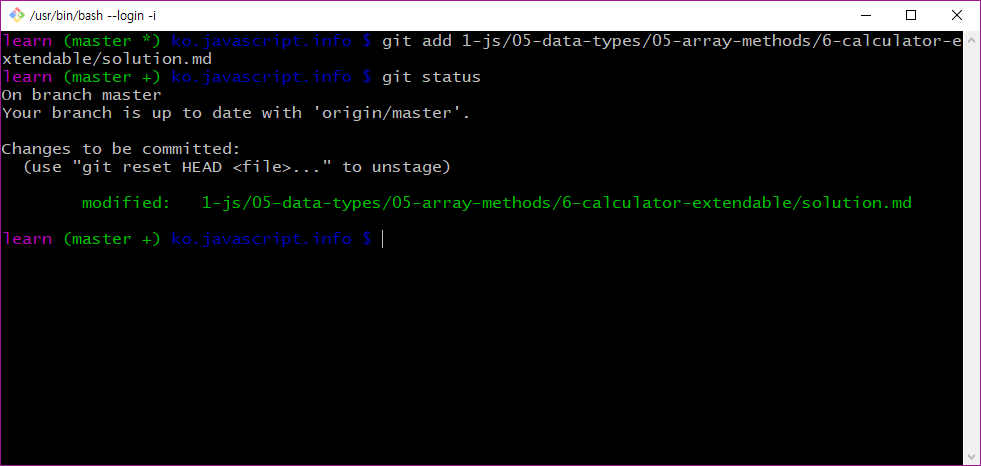 /usr/bin/bash --login -i
learn (master *) ko.javascript.info $ git add 1-js/05-data-types/05-array-methods/6-calculator-e
xtendable/solution.md
learn (master +) ko.javascript.info $ git status
On branch master
Your branch is up to date with 'origin/master'.
Changes to be committed:
  (use "git reset HEAD <file>..." to unstage)
        modified:   1-js/05-data-types/05-array-methods/6-calculator-extendable/solution.md
learn (master +) ko.javascript.info $